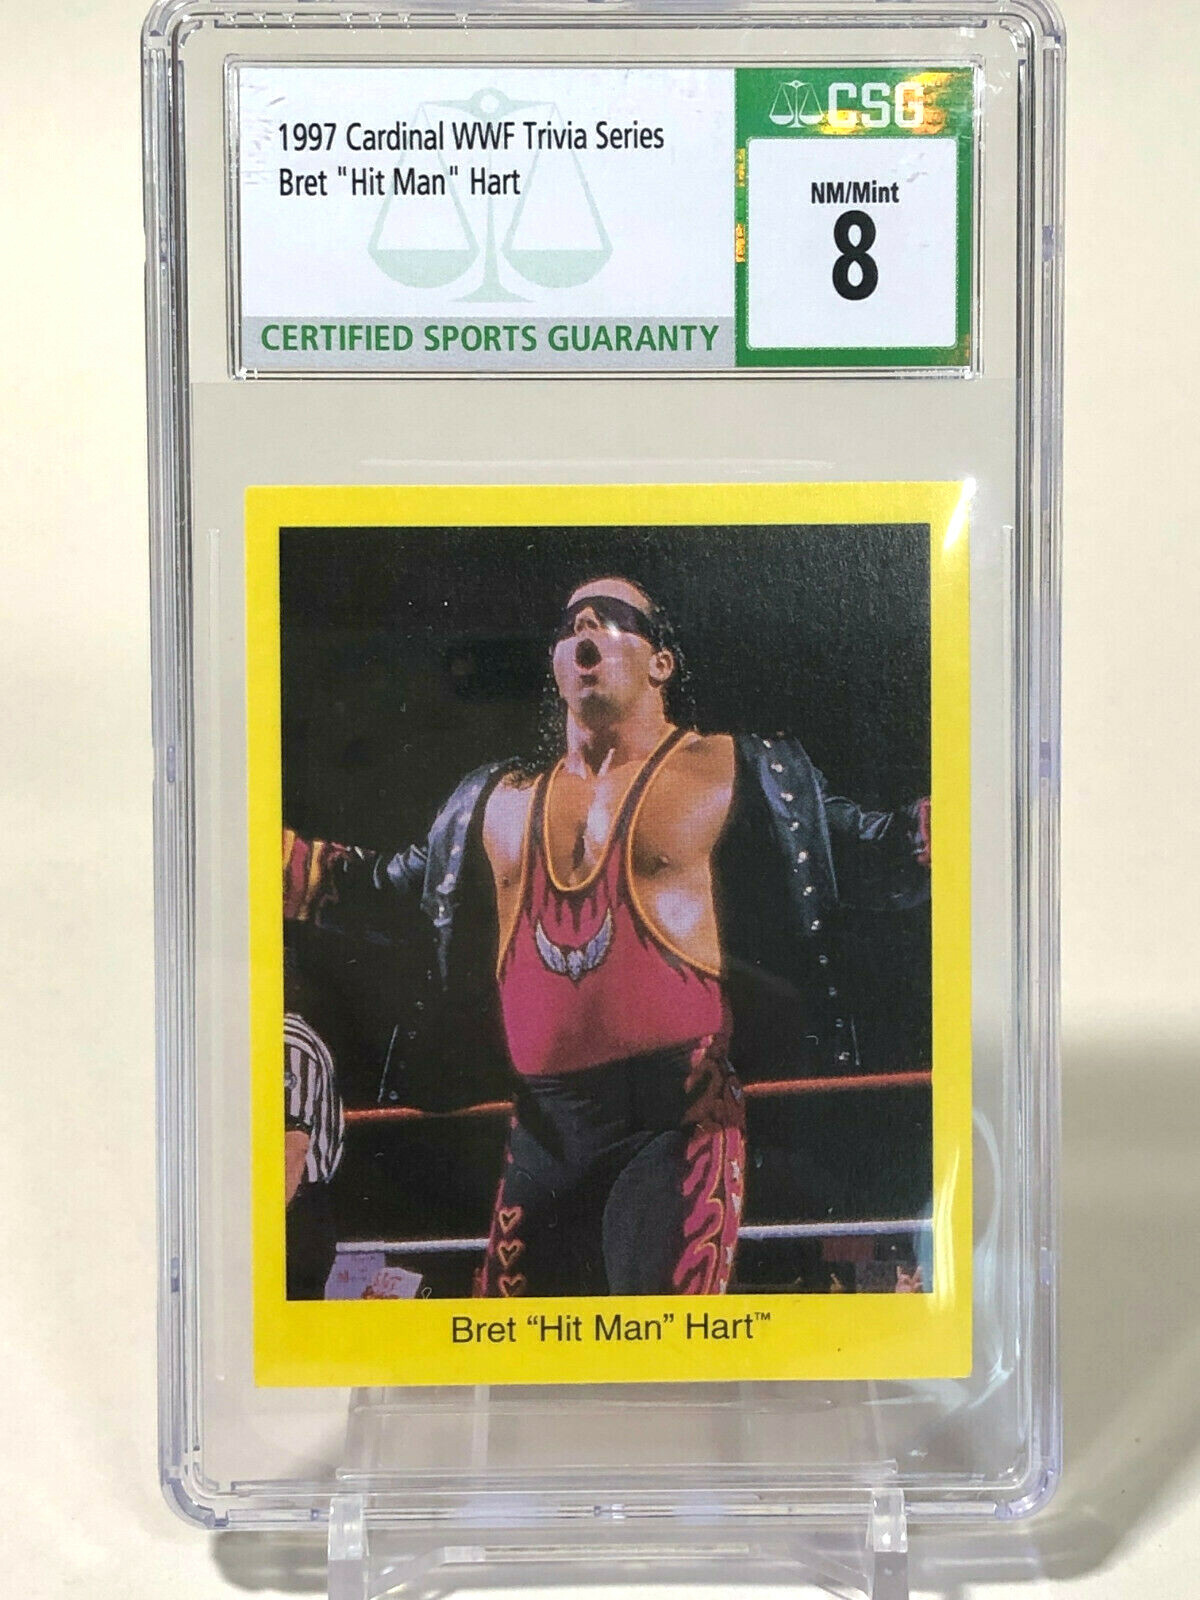 1997 Cardinal WWF Trivia Series
Bret "Hit Man" Hart
CERTIFIED SPORTS GUARANTY
CSG
NM/Mint
8
Bret “Hit Man” Hart™